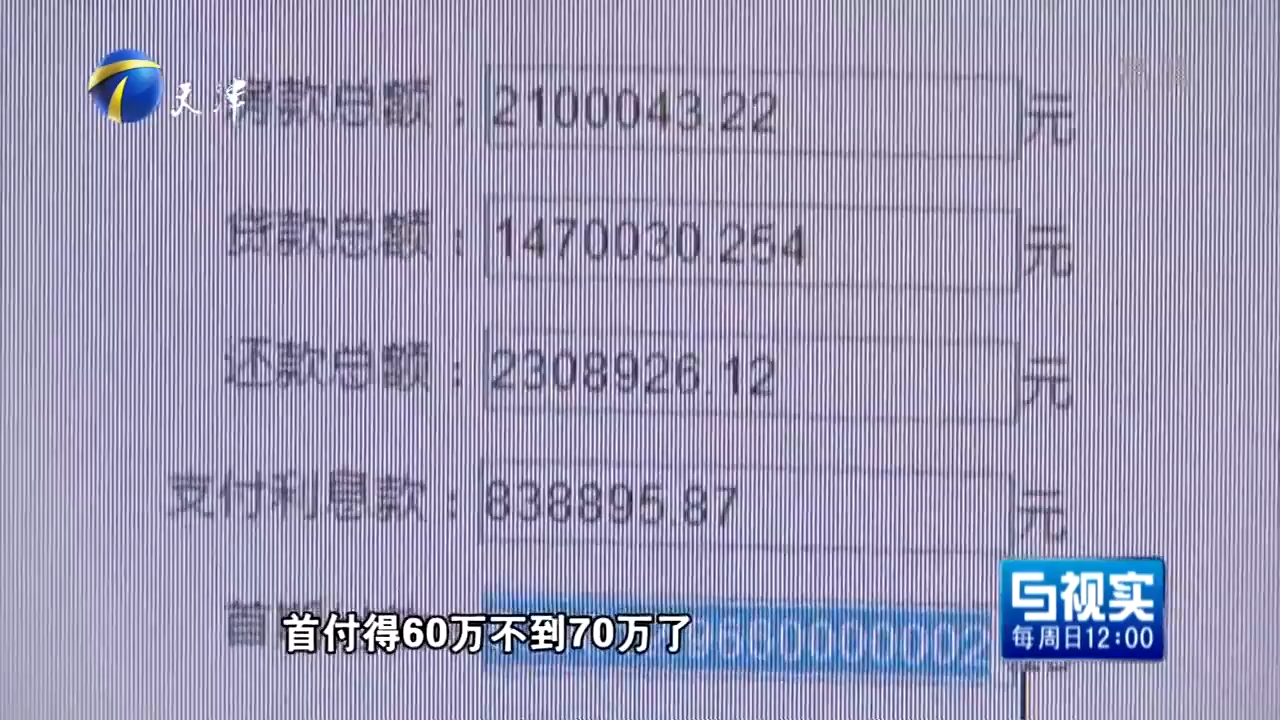 天津
房款总额：2100043.22元
贷款总额：1470030.254元
还款总额：2308926.12元
支付利息款：838895.87元
首
9660000002
首付得60万不到70万了
视实
每周日12:00